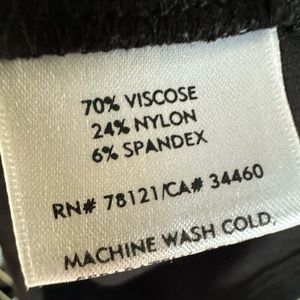 70% VISCOSE
24% NYLON
6% SPANDEX
RN# 78121/CA# 34460
MACHINE WASH COLD,